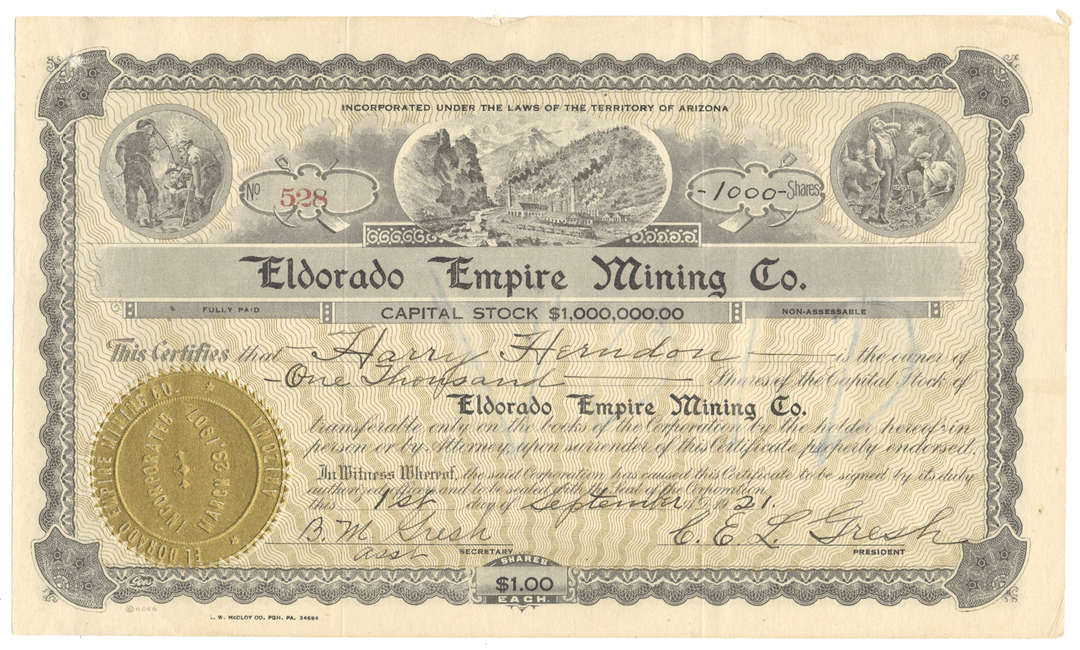 INCORPORATED UNDER THE LAWS OF THE TERRITORY OF ARIZONA
No 528
-1000- Shares
Eldorado Empire Mining Co.
FULLY PAID
CAPITAL STOCK $1,000,000.00
NON-ASSESSABLE
This Certifies that Harry Herndon is the owner of
-One Thousand Shares of the Capital Stock of
Eldorado Empire Mining Co.
transferable only on the books of the Corporation by the holder hereof in
person or by Attorney upon surrender of this Certificate properly endorsed.
In Witness Whereof, the said Corporation has caused this Certificate to be signed by its duly
authorized officers and to be sealed with the Seal of the Corporation
this 1st day of September 1921.
B. M. Gresh
C. E. L. Gresh
asst SECRETARY
PRESIDENT
EL DORADO EMPIRE MINING CO. ARIZONA
INCORPORATED MARCH 23, 1907
SHARES
$1.00
EACH.
Goes
©GOES
L. W. McCLOY CO. PGH. PA. 34684